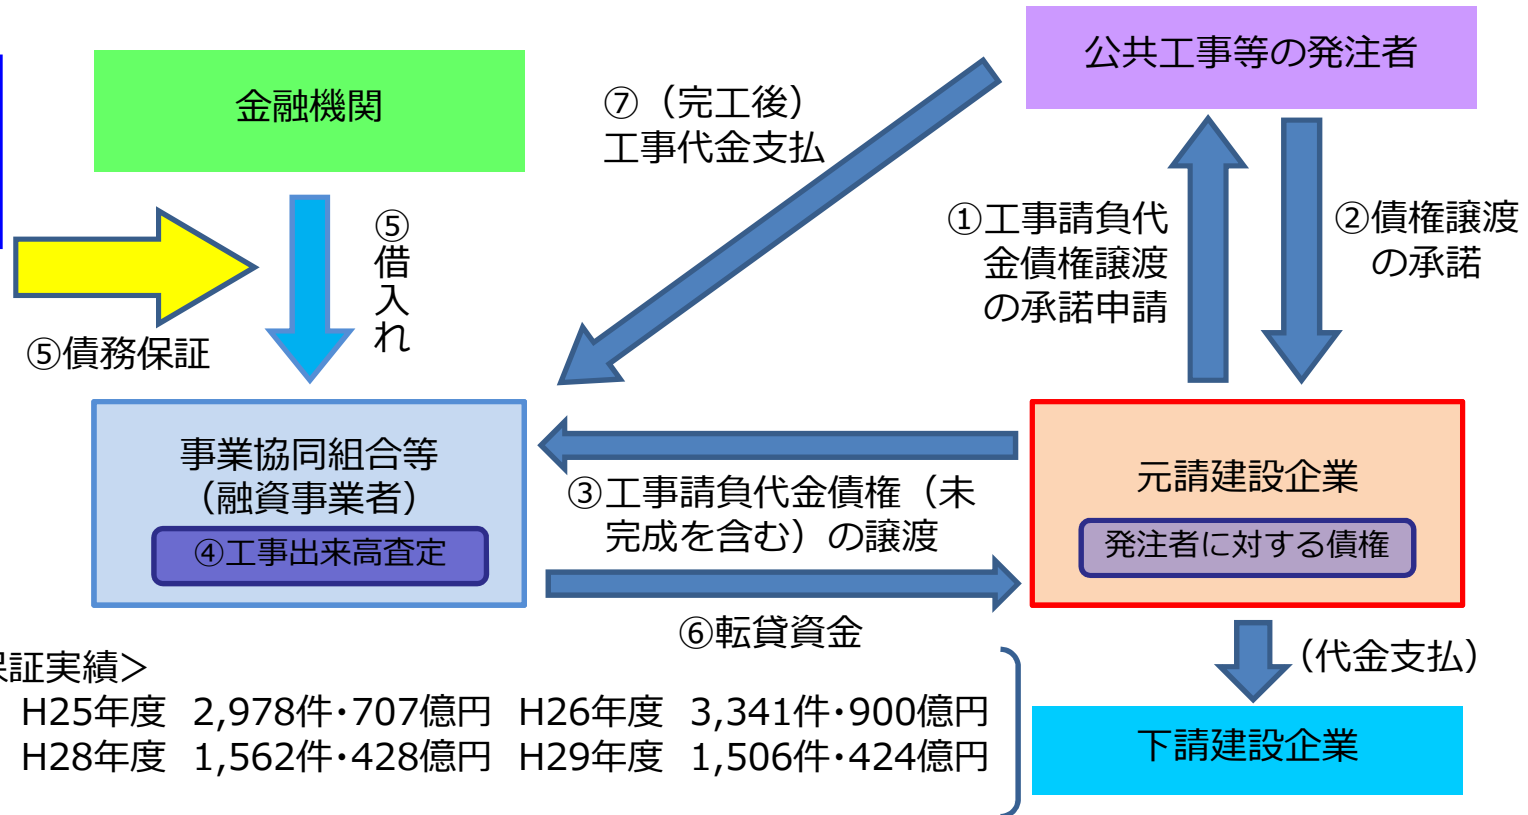 公共工事等の発注者
金融機関
⑦（完工後）
工事代金支払
①工事請負代
金債権譲渡
の承諾申請
②債権譲渡
の承諾
⑤借入れ
⑤債務保証
事業協同組合等
（融資事業者）
④工事出来高査定
③工事請負代金債権（未
完成を含む）の譲渡
元請建設企業
発注者に対する債権
⑥転貸資金
（代金支払）
保証実績＞
H25年度 2,978件・707億円 H26年度 3,341件・900億円
H28年度 1,562件・428億円 H29年度 1,506件・424億円
下請建設企業